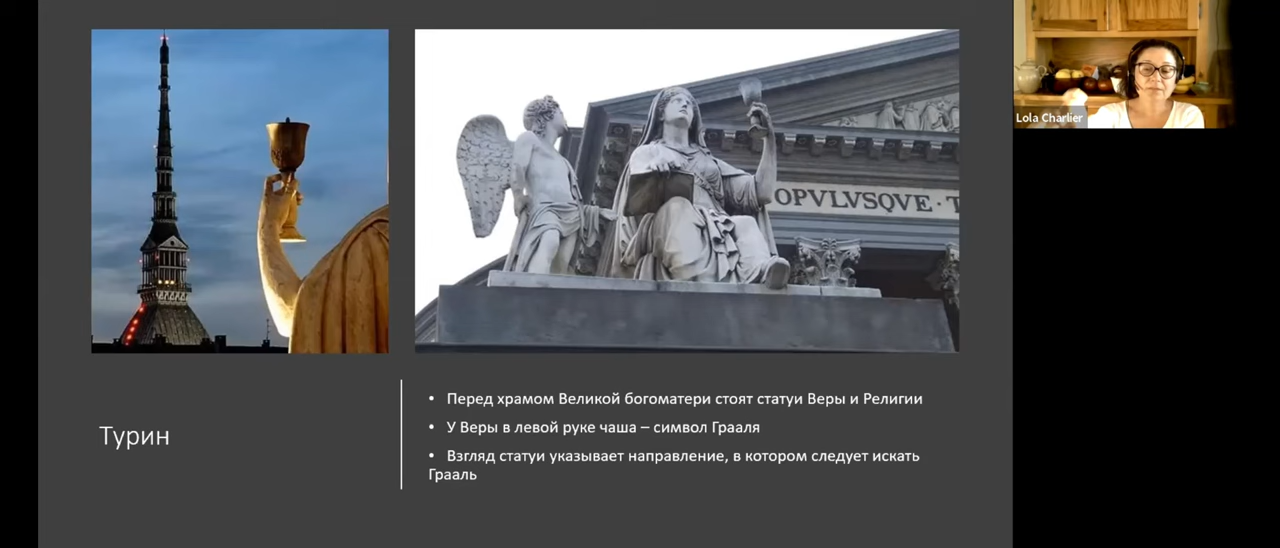 Lola Charlier
OPVLVSQVE · T
Турин
• Перед храмом Великой богоматери стоят статуи Веры и Религии
• У Веры в левой руке чаша – символ Грааля
• Взгляд статуи указывает направление, в котором следует искать
Грааль